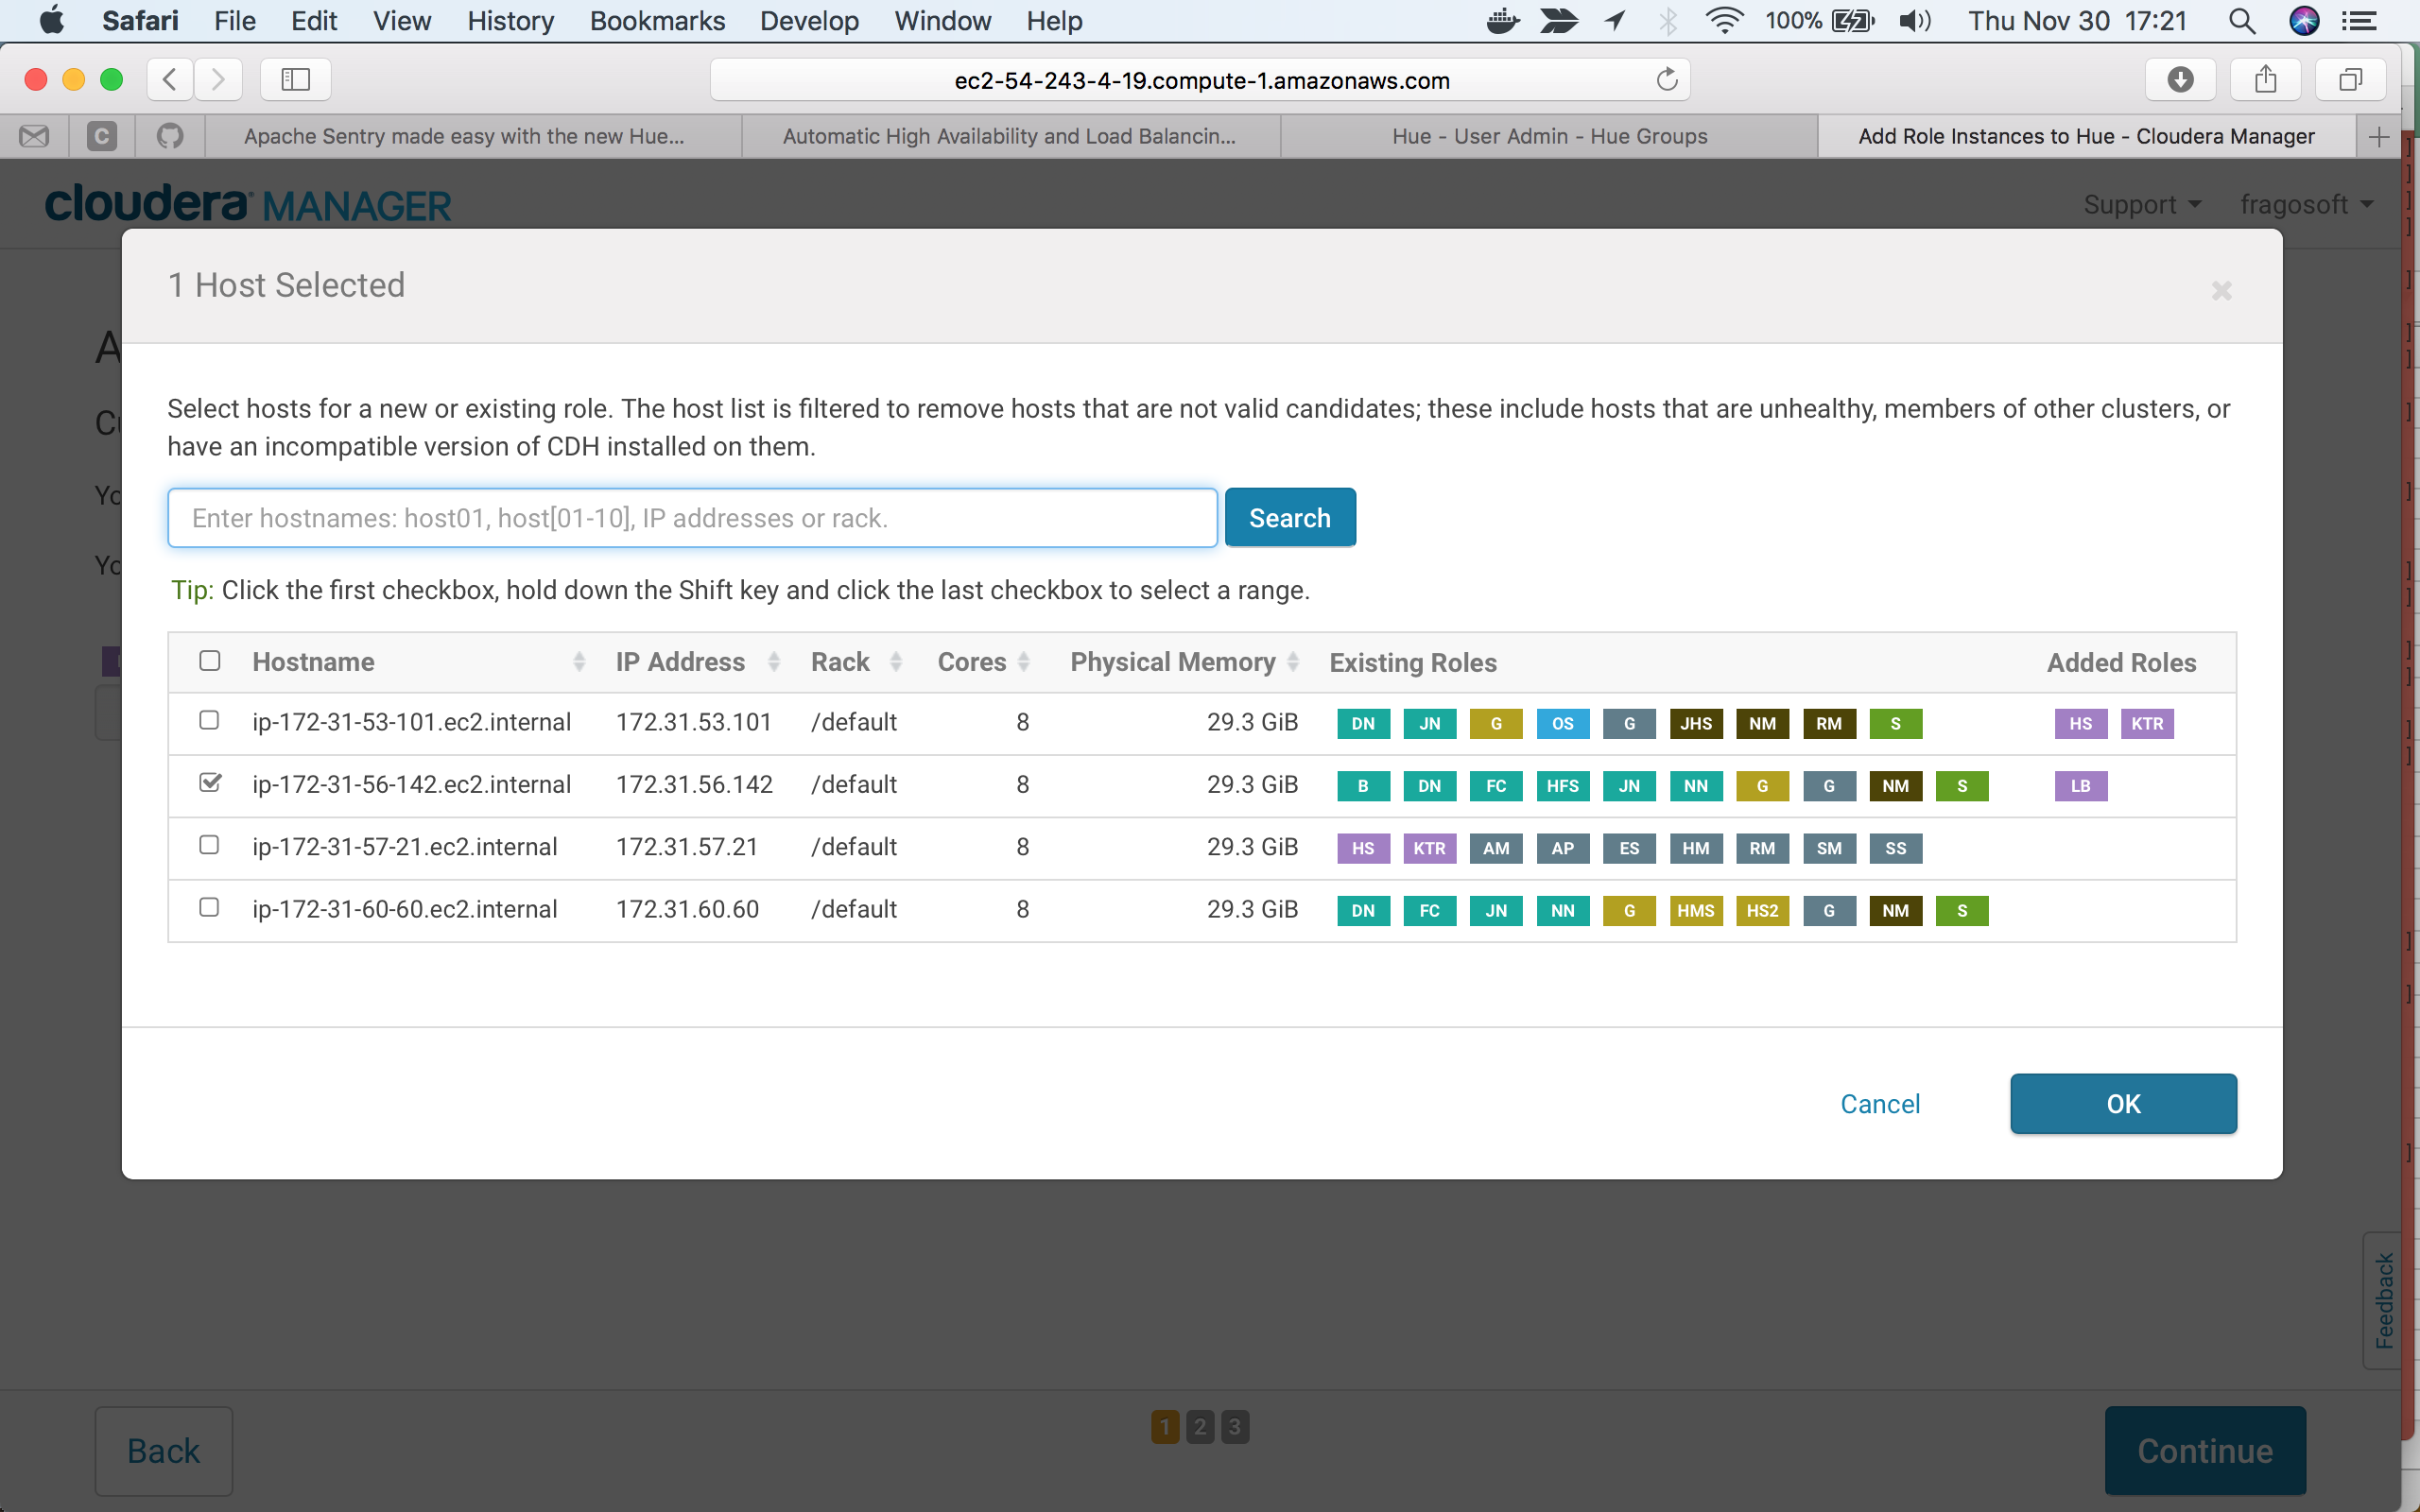 Safari File Edit View History Bookmarks Develop Window Help 100% Thu Nov 30 17:21
ec2-54-243-4-19.compute-1.amazonaws.com
C Apache Sentry made easy with the new Hue... Automatic High Availability and Load Balancin... Hue - User Admin - Hue Groups Add Role Instances to Hue - Cloudera Manager
cloudera MANAGER Support fragosoft
1 Host Selected
Select hosts for a new or existing role. The host list is filtered to remove hosts that are not valid candidates; these include hosts that are unhealthy, members of other clusters, or
have an incompatible version of CDH installed on them.
Enter hostnames: host01, host[01-10], IP addresses or rack. Search
Tip: Click the first checkbox, hold down the Shift key and click the last checkbox to select a range.
Hostname IP Address Rack Cores Physical Memory Existing Roles Added Roles
ip-172-31-53-101.ec2.internal 172.31.53.101 /default 8 29.3 GiB DN JN G OS G JHS NM RM S HS KTR
ip-172-31-56-142.ec2.internal 172.31.56.142 /default 8 29.3 GiB B DN FC HFS JN NN G G NM S LB
ip-172-31-57-21.ec2.internal 172.31.57.21 /default 8 29.3 GiB HS KTR AM AP ES HM RM SM SS
ip-172-31-60-60.ec2.internal 172.31.60.60 /default 8 29.3 GiB DN FC JN NN G HMS HS2 G NM S
Cancel OK
Feedback
Back 1 2 3 Continue